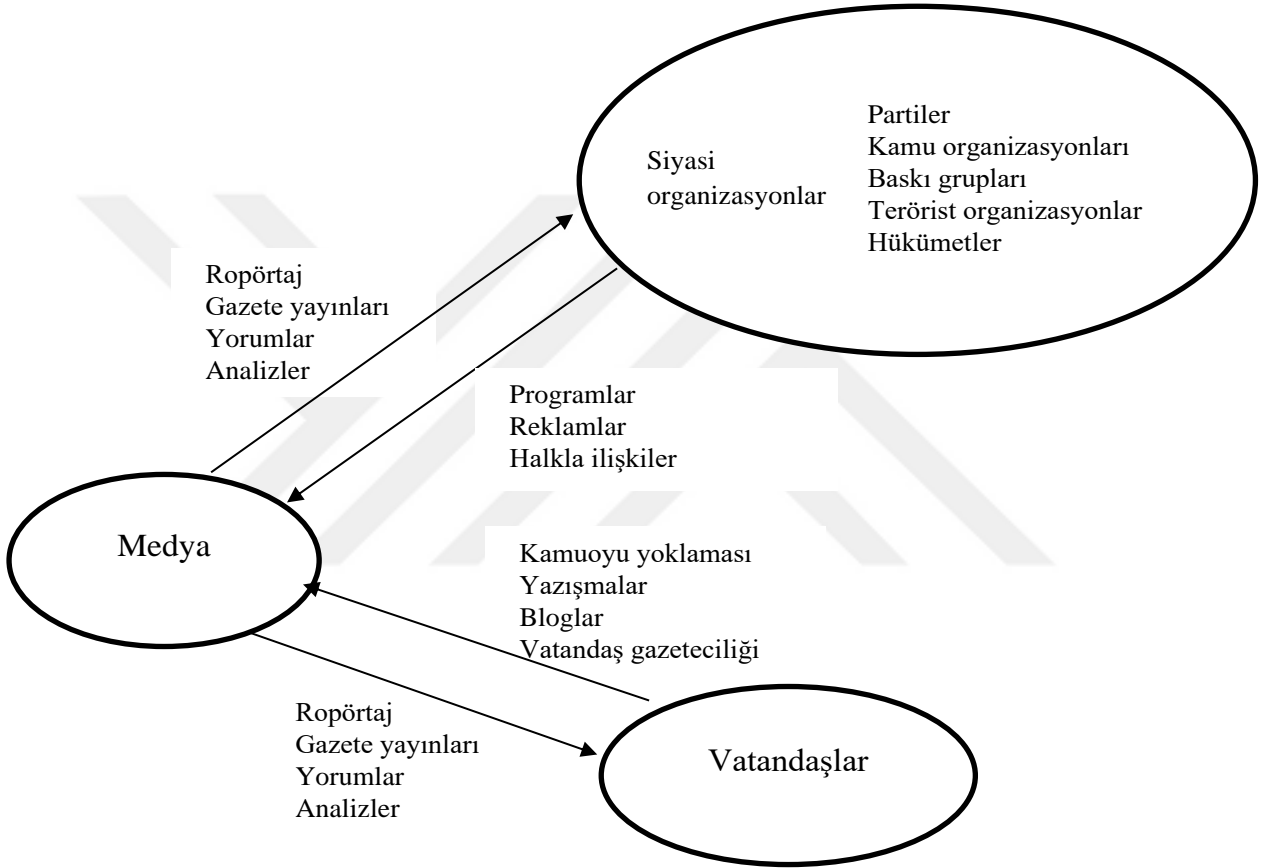 Partiler
Kamu organizasyonları
Baskı grupları
Terörist organizasyonlar
Hükümetler
Siyasi
organizasyonlar
Ropörtaj
Gazete yayınları
Yorumlar
Analizler
Programlar
Reklamlar
Halkla ilişkiler
Medya
Kamuoyu yoklaması
Yazışmalar
Bloglar
Vatandaş gazeteciliği
Ropörtaj
Gazete yayınları
Yorumlar
Analizler
Vatandaşlar